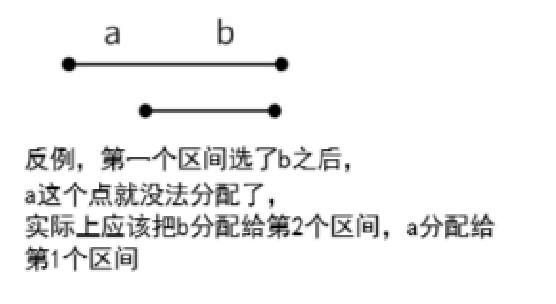 a b
反例，第一个区间选了b之后，
a这个点就没法分配了，
实际上应该把b分配给第2个区间，a分配给
第1个区间